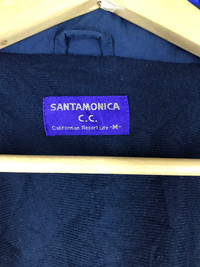 SANTAMONICA
C.C.
Californian Resort Life -M-